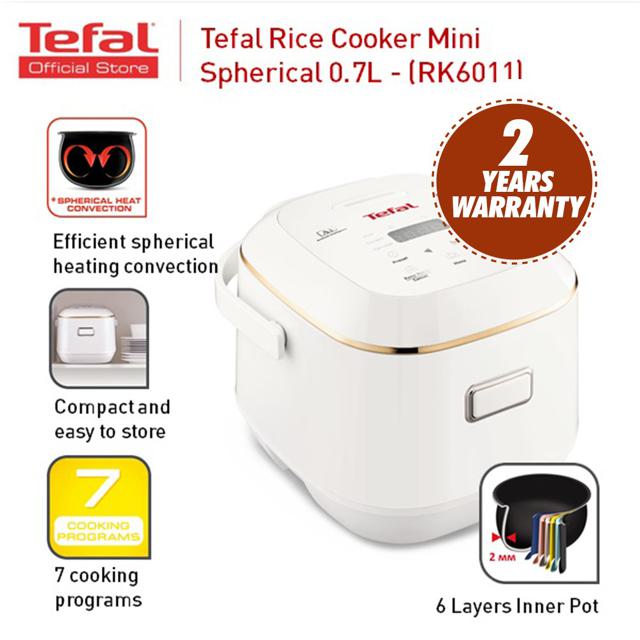 Tefal
Official Store
Tefal Rice Cooker Mini
Spherical 0.7L - (RK6011)
2
YEARS
WARRANTY
* SPHERICAL HEAT
CONVECTION
Efficient spherical
heating convection
Tefal
Preset
Menu
Compact and
easy to store
7
COOKING
PROGRAMS
7 cooking
programs
2 MM
6 Layers Inner Pot